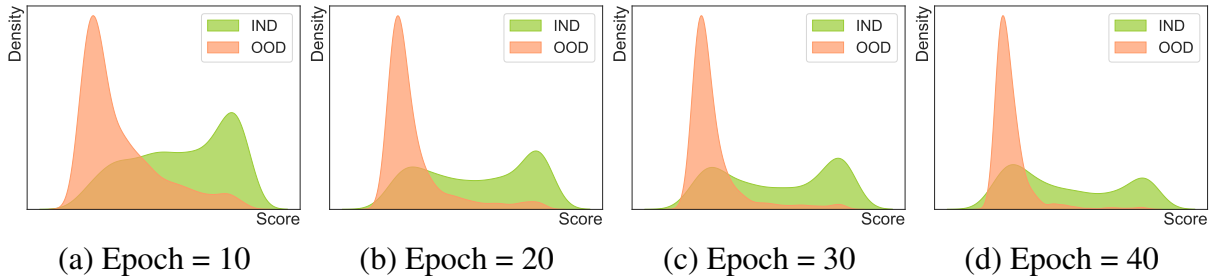 Density
IND
OOD
Score
(a) Epoch = 10
Density
IND
OOD
Score
(b) Epoch = 20
Density
IND
OOD
Score
(c) Epoch = 30
Density
IND
OOD
Score
(d) Epoch = 40